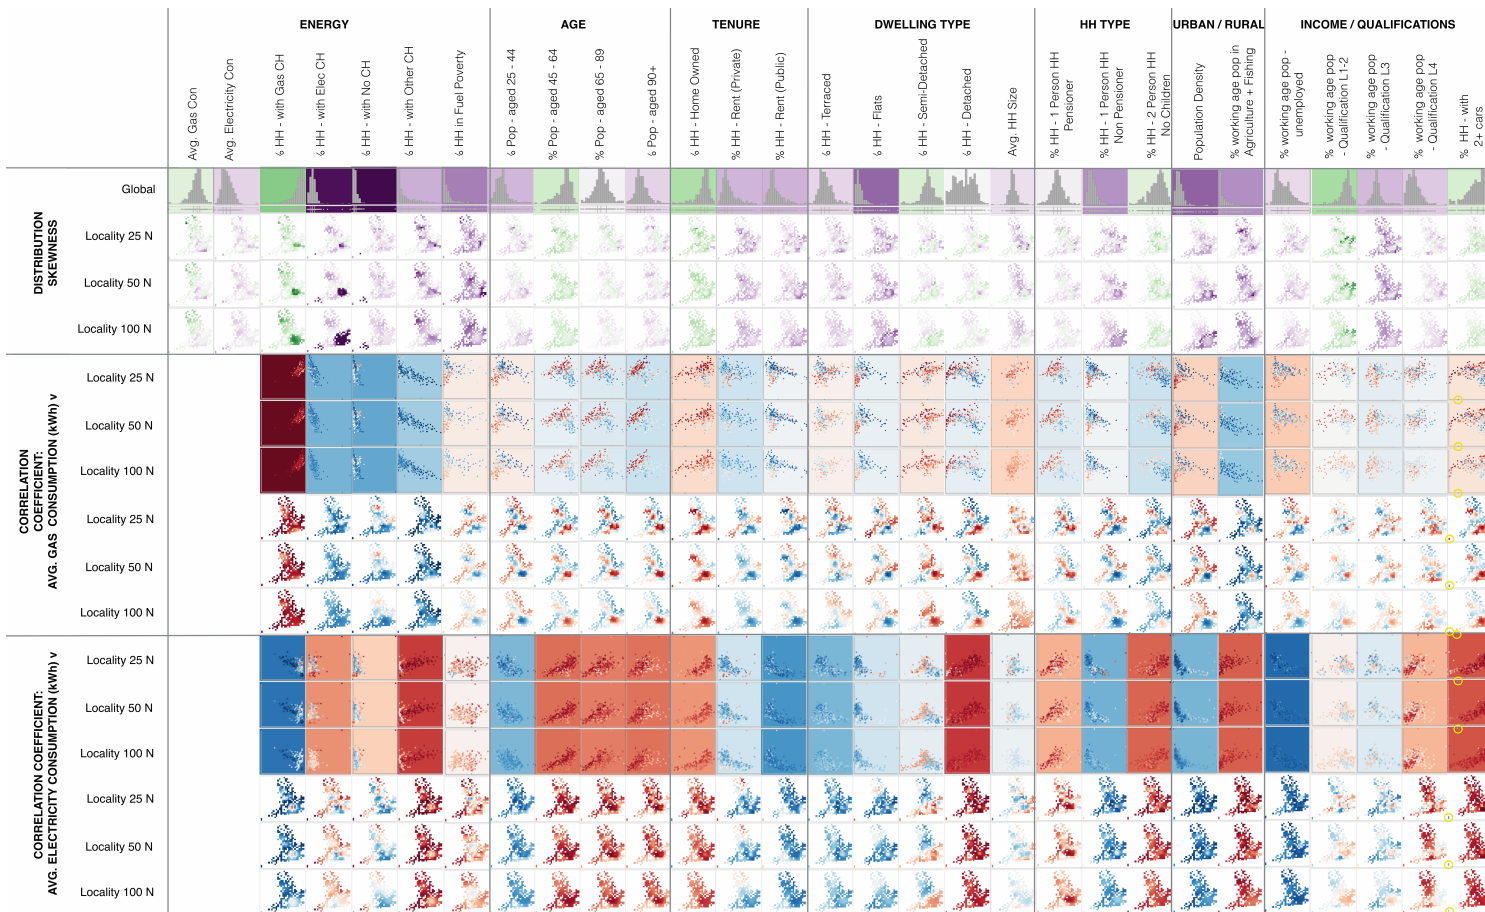 ENERGY
AGE
TENURE
DWELLING TYPE
HH TYPE
URBAN / RURAL
INCOME / QUALIFICATIONS
Avg. Gas Con
Avg. Electricity Con
% HH - with Gas CH
% HH - with Elec CH
% HH - with No CH
% HH - with Other CH
% HH in Fuel Poverty
% Pop - aged 25 - 44
% Pop - aged 45 - 64
% Pop - aged 65 - 89
% Pop - aged 90+
% HH - Home Owned
% HH - Rent (Private)
% HH - Rent (Public)
% HH - Terraced
% HH - Flats
% HH - Semi-Detached
% HH - Detached
Avg. HH Size
% HH - 1 Person HH
Pensioner
% HH - 1 Person HH
Non Pensioner
% HH - 2 Person HH
No Children
Population Density
% working age pop in
Agriculture + Fishing
% working age pop -
unemployed
% working age pop
- Qualification L1-2
% working age pop
- Qualification L3
% working age pop
- Qualification L4
% HH - with
2+ cars
DISTRIBUTION
SKEWNESS
Global
Locality 25 N
Locality 50 N
Locality 100 N
CORRELATION
COEFFICIENT:
AVG. GAS CONSUMPTION (kWh) v
Locality 25 N
Locality 50 N
Locality 100 N
Locality 25 N
Locality 50 N
Locality 100 N
CORRELATION COEFFICIENT:
AVG. ELECTRICITY CONSUMPTION (kWh) v
Locality 25 N
Locality 50 N
Locality 100 N
Locality 25 N
Locality 50 N
Locality 100 N